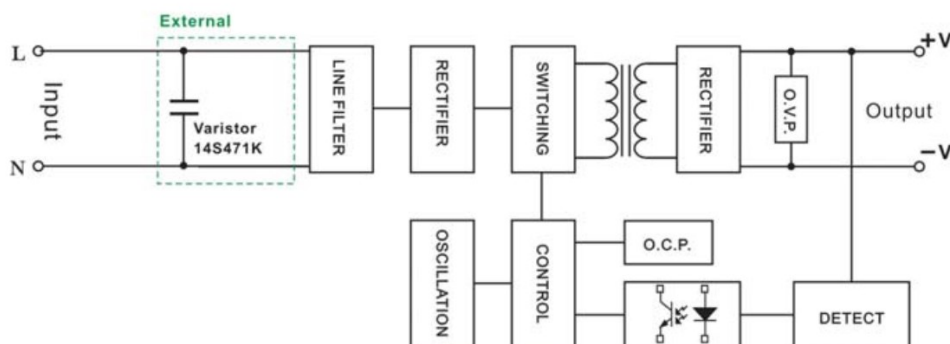 External
L
+V
LINE FILTER
RECTIFIER
SWITCHING
RECTIFIER
O.V.P.
Input
Output
Varistor
14S471K
N
-V
OSCILLATION
CONTROL
O.C.P.
DETECT